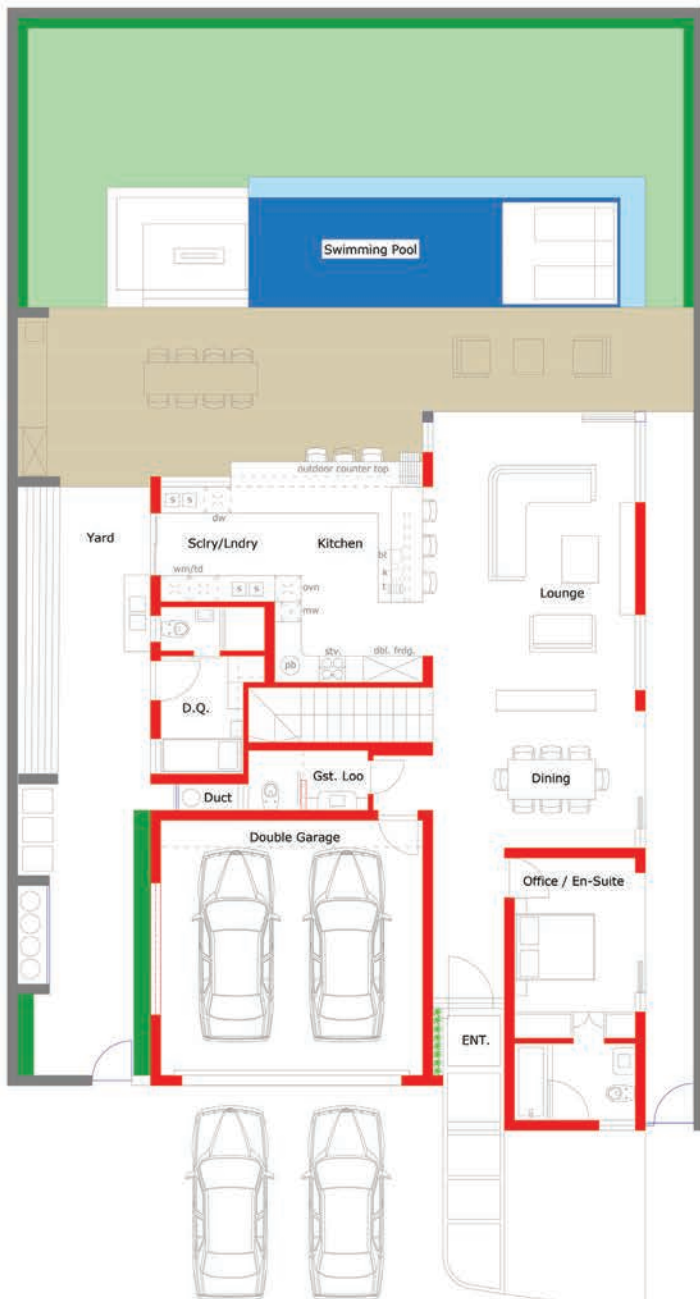 Swimming Pool
outdoor counter top
s s
dw
Yard
Sclry/Lndry
Kitchen
bt
k
t
wm/td
s s
ovn
mw
Lounge
stv.
dbl. frdg.
pb
D.Q.
Gst. Loo
Dining
Duct
Double Garage
Office / En-Suite
ENT.